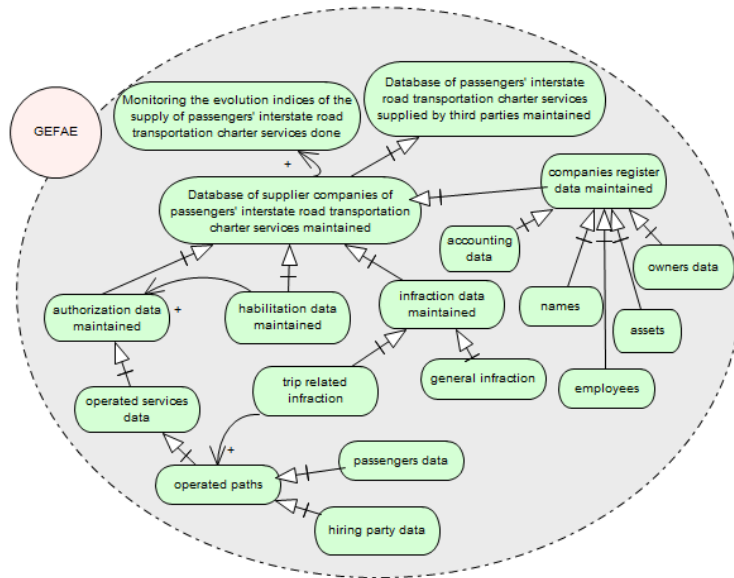 Database of passengers' interstate
road transportation charter services
supplied by third parties maintained
Monitoring the evolution indices of the
supply of passengers' interstate road
transportation charter services done
GEFAE
+
companies register
data maintained
Database of supplier companies of
passengers' interstate road transportation
charter services maintained
accounting
data
owners data
authorization data
maintained
+
habilitation data
maintained
infraction data
maintained
names
assets
trip related
infraction
general infraction
employees
operated services
data
+
passengers data
operated paths
hiring party data